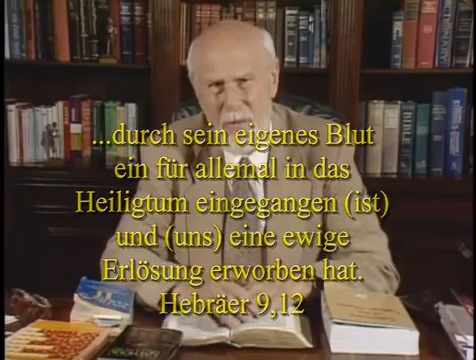 ...durch sein eigenes Blut
ein für allemal in das
Heiligtum eingegangen (ist)
und (uns) eine ewige
Erlösung erworben hat.
Hebräer 9,12